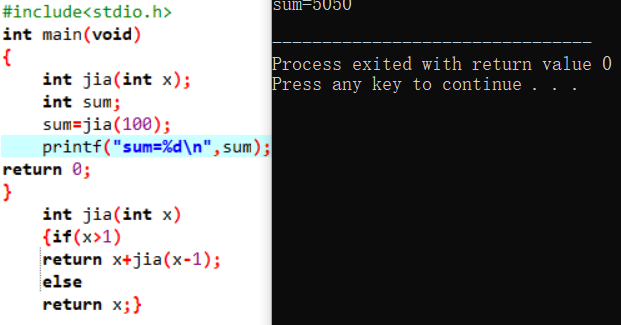 #include<stdio.h>
int main(void)
{
int jia(int x);
int sum;
sum=jia(100);
printf("sum=%d\n",sum);
return 0;
}
int jia(int x)
{if(x>1)
return x+jia(x-1);
else
return x;}
sum=5050
--------------------------------
Process exited with return value 0
Press any key to continue . . .